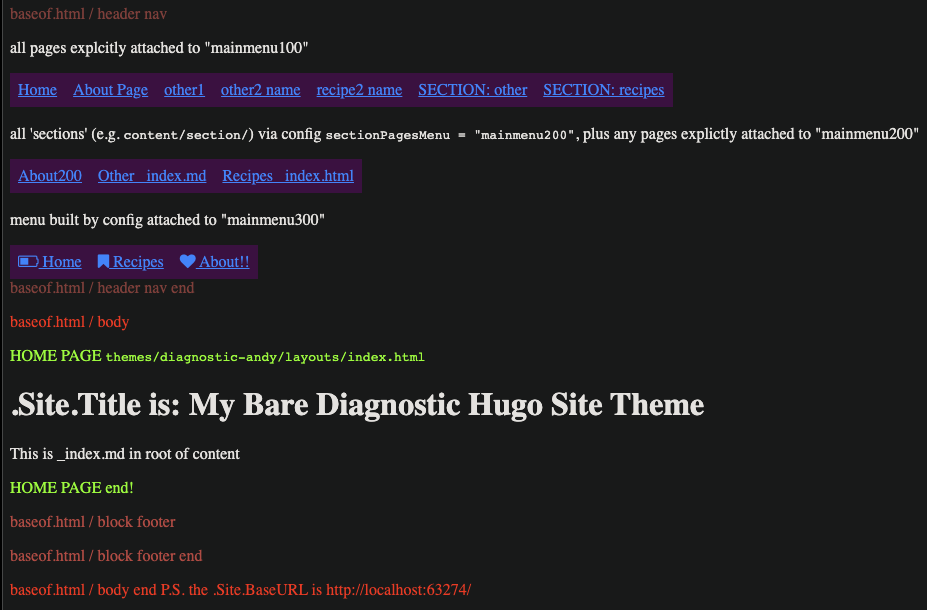 baseof.html / header nav
all pages explcitly attached to "mainmenu100"
Home About Page other1 other2 name recipe2 name SECTION: other SECTION: recipes
all 'sections' (e.g. content/section/) via config sectionPagesMenu = "mainmenu200", plus any pages explictly attached to "mainmenu200"
About200 Other _index.md Recipes _index.html
menu built by config attached to "mainmenu300"
Home Recipes About!!
baseof.html / header nav end
baseof.html / body
HOME PAGE themes/diagnostic-andy/layouts/index.html
.Site.Title is: My Bare Diagnostic Hugo Site Theme
This is _index.md in root of content
HOME PAGE end!
baseof.html / block footer
baseof.html / block footer end
baseof.html / body end P.S. the .Site.BaseURL is http://localhost:63274/